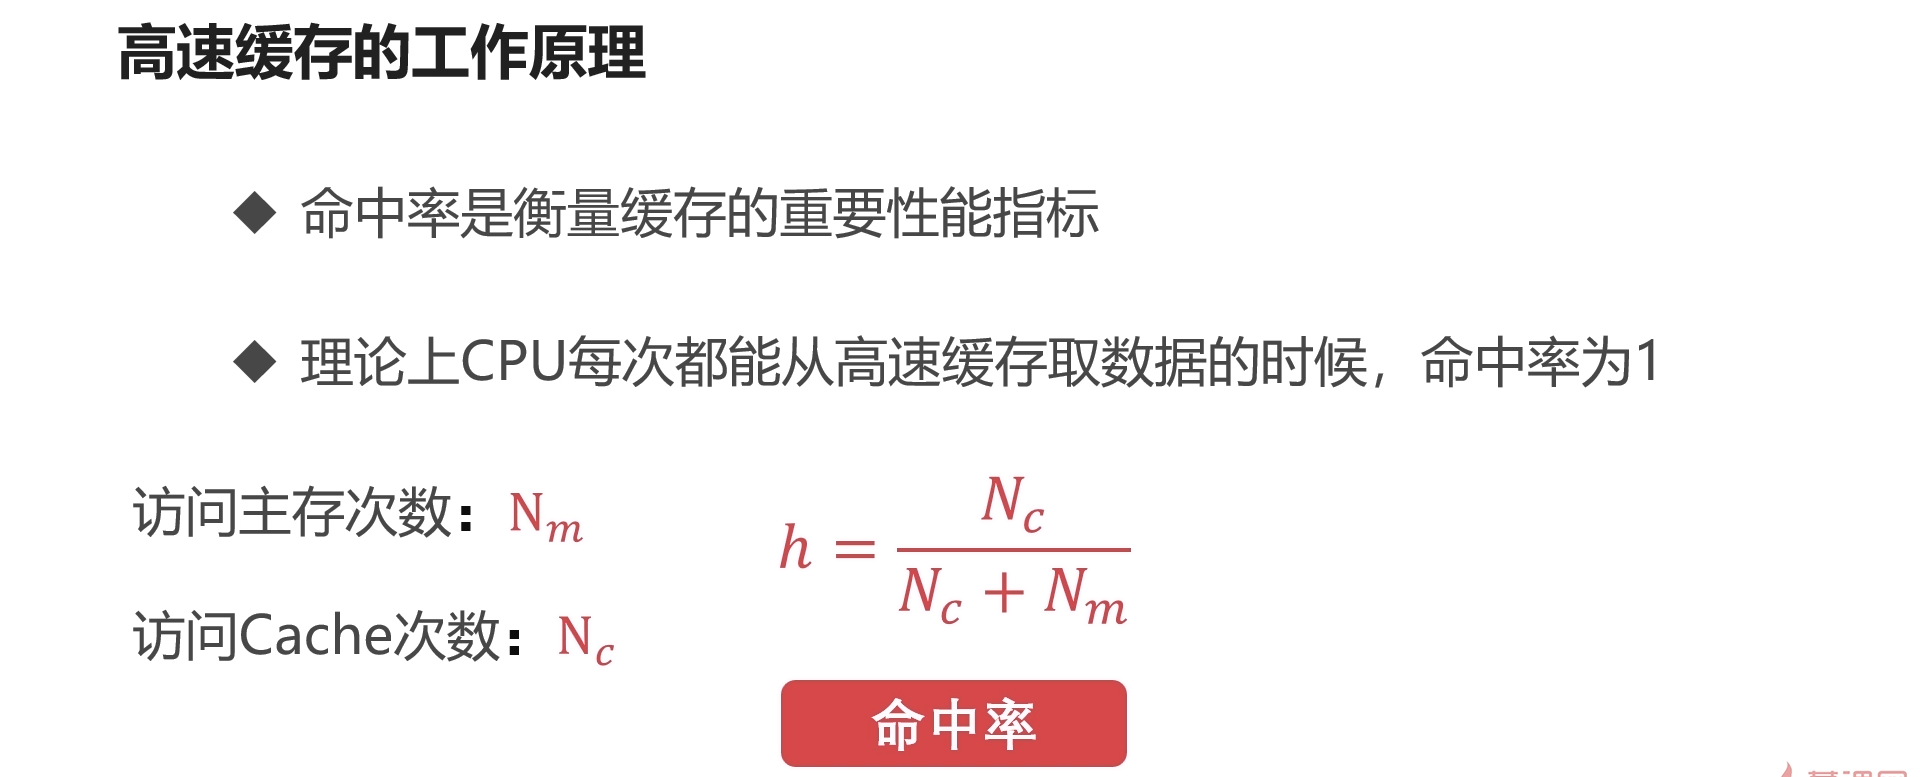 高速缓存的工作原理
◆ 命中率是衡量缓存的重要性能指标
◆ 理论上CPU每次都能从高速缓存取数据的时候，命中率为1
访问主存次数：N_m
访问Cache次数：N_c
h = N_c / (N_c + N_m)
命中率